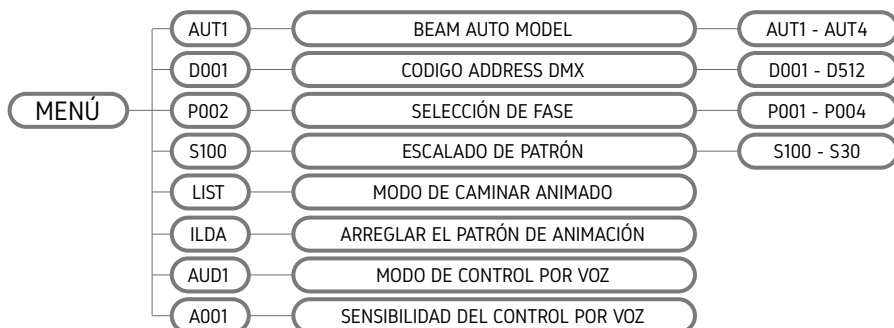 AUT1 BEAM AUTO MODEL AUT1 - AUT4
D001 CODIGO ADDRESS DMX D001 - D512
MENÚ P002 SELECCIÓN DE FASE P001 - P004
S100 ESCALADO DE PATRÓN S100 - S30
LIST MODO DE CAMINAR ANIMADO
ILDA ARREGLAR EL PATRÓN DE ANIMACIÓN
AUD1 MODO DE CONTROL POR VOZ
A001 SENSIBILIDAD DEL CONTROL POR VOZ